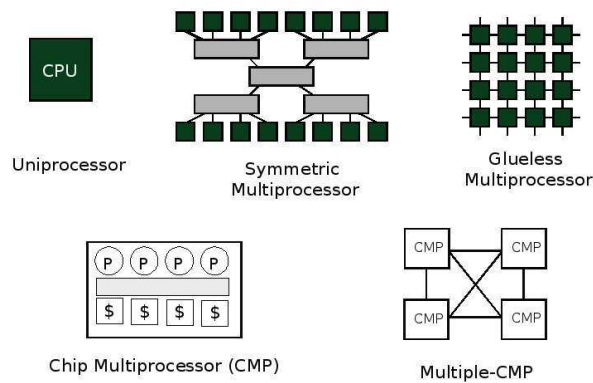 CPU
Uniprocessor
Symmetric
Multiprocessor
Glueless
Multiprocessor
P P P P
$ $ $ $
Chip Multiprocessor (CMP)
CMP CMP
CMP CMP
Multiple-CMP